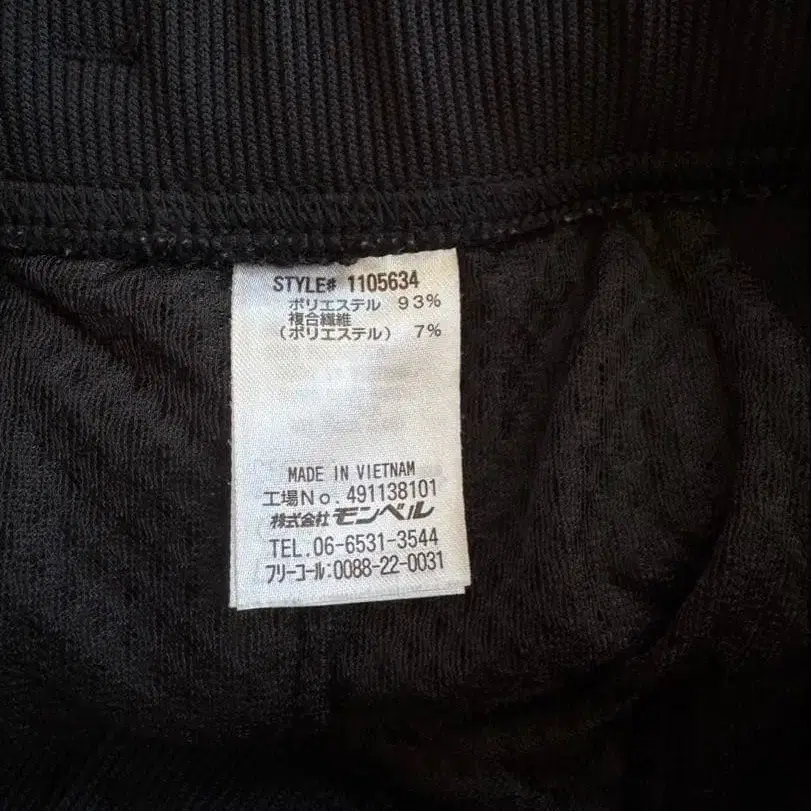 STYLE# 1105634
ポリエステル 93%
複合繊維
(ポリエステル) 7%
MADE IN VIETNAM
工場No.491138101
株式会社モンベル
TEL.06-6531-3544
フリーコール:0088-22-0031